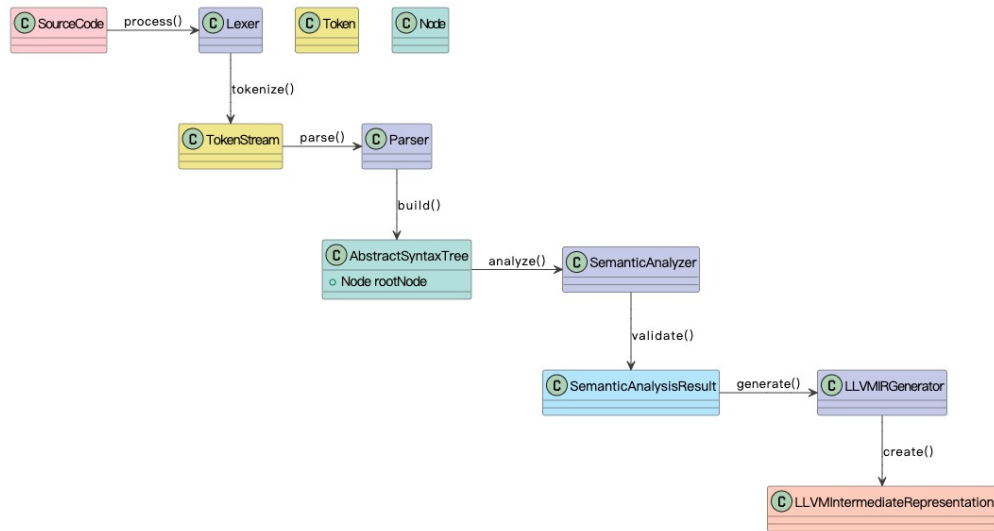 C SourceCode
process()
C Lexer
C Token
C Node
tokenize()
C TokenStream
parse()
C Parser
build()
C AbstractSyntaxTree
Node rootNode
analyze()
C SemanticAnalyzer
validate()
C SemanticAnalysisResult
generate()
C LLVMIRGenerator
create()
C LLVMIntermediateRepresentation